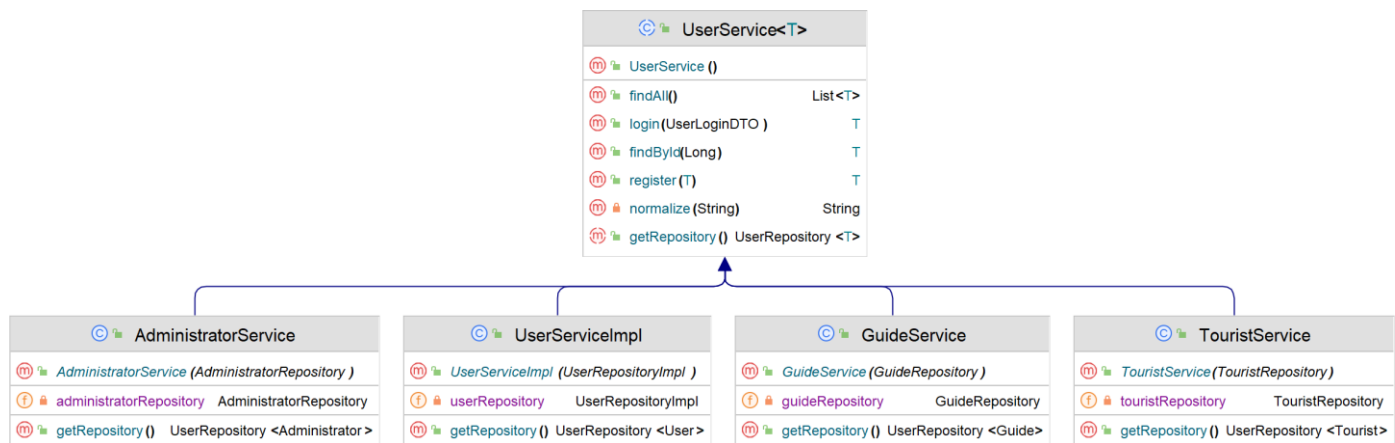 UserService<T>
UserService ()
findAll() List<T>
login(UserLoginDTO ) T
findById(Long) T
register(T) T
normalize(String) String
getRepository() UserRepository <T>
AdministratorService
AdministratorService (AdministratorRepository )
administratorRepository AdministratorRepository
getRepository() UserRepository <Administrator>
UserServiceImpl
UserServiceImpl (UserRepositoryImpl )
userRepository UserRepositoryImpl
getRepository() UserRepository <User>
GuideService
GuideService(GuideRepository )
guideRepository GuideRepository
getRepository() UserRepository <Guide>
TouristService
TouristService(TouristRepository )
touristRepository TouristRepository
getRepository() UserRepository <Tourist>